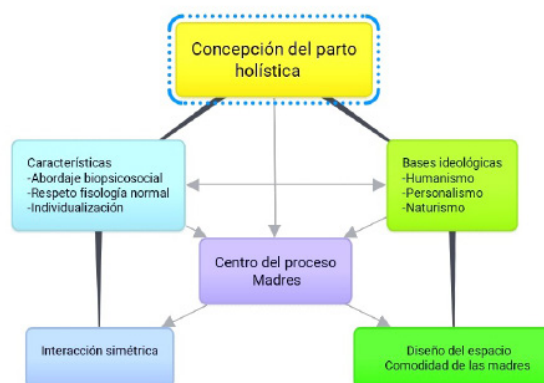 Concepción del parto
holística
Características
-Abordaje biopsicosocial
-Respeto fisología normal
-Individualización
Bases ideológicas
-Humanismo
-Personalismo
-Naturismo
Centro del proceso
Madres
Interacción simétrica
Diseño del espacio
Comodidad de las madres